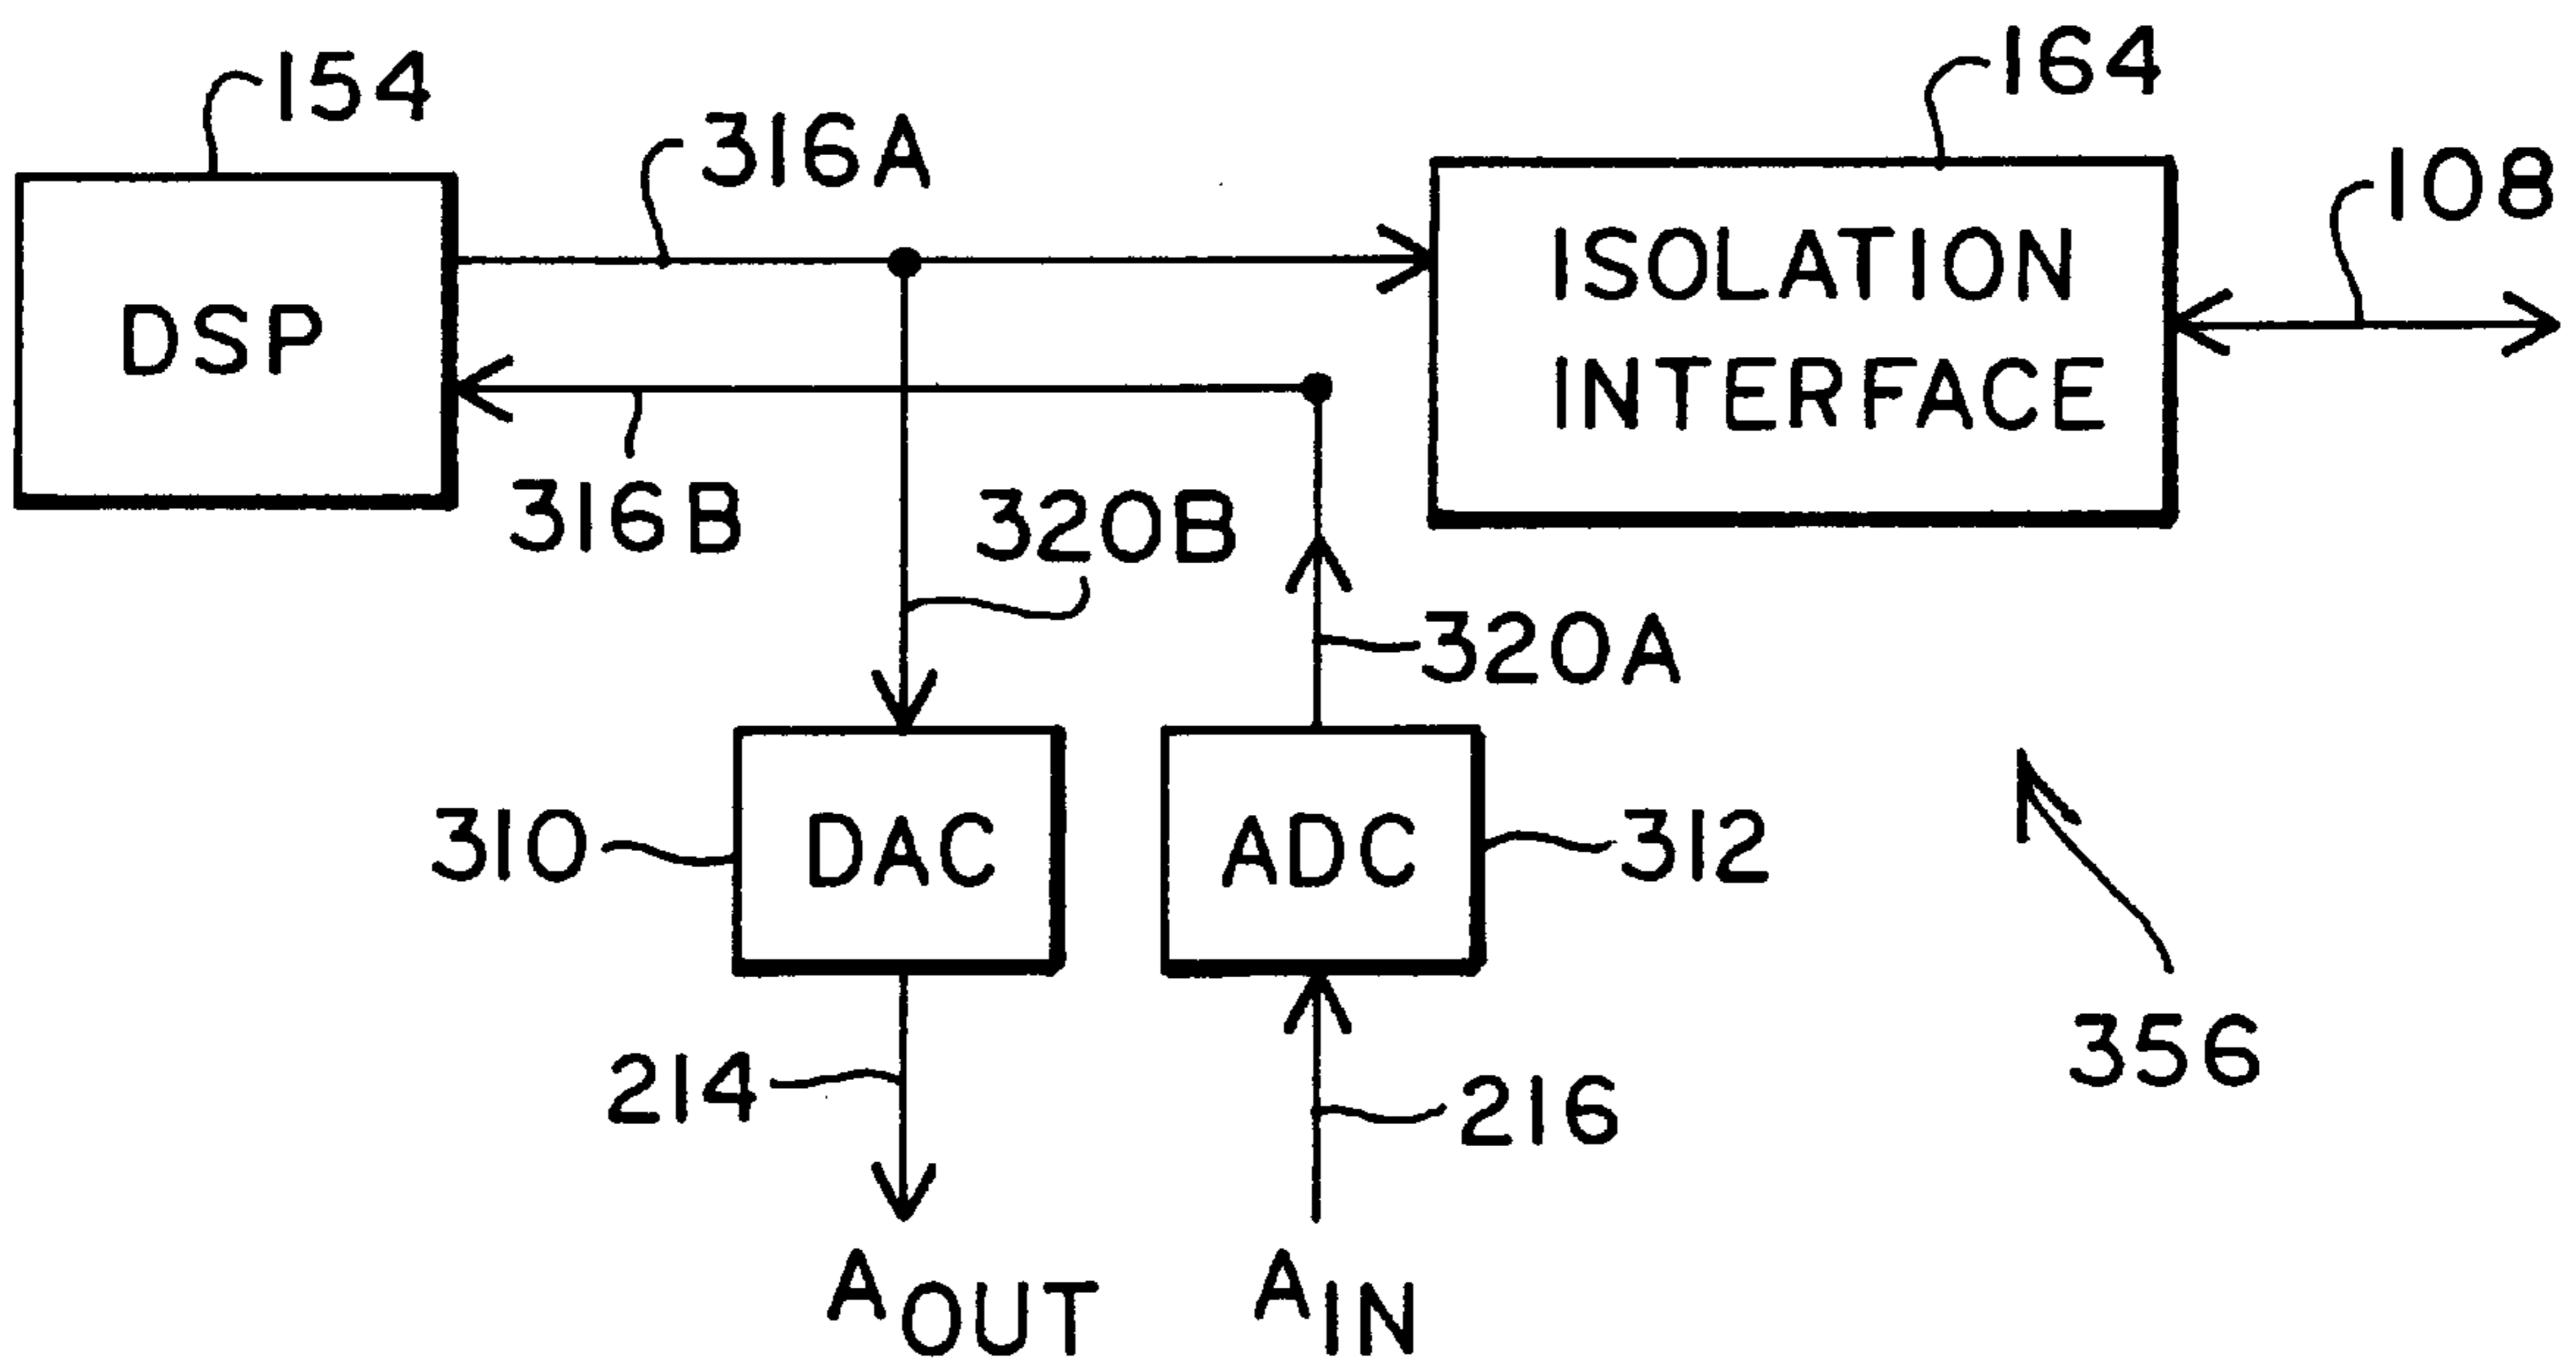 154
316A
164
108
DSP
ISOLATION
INTERFACE
316B
320B
320A
310
DAC
ADC
312
214
216
356
AOUT
AIN